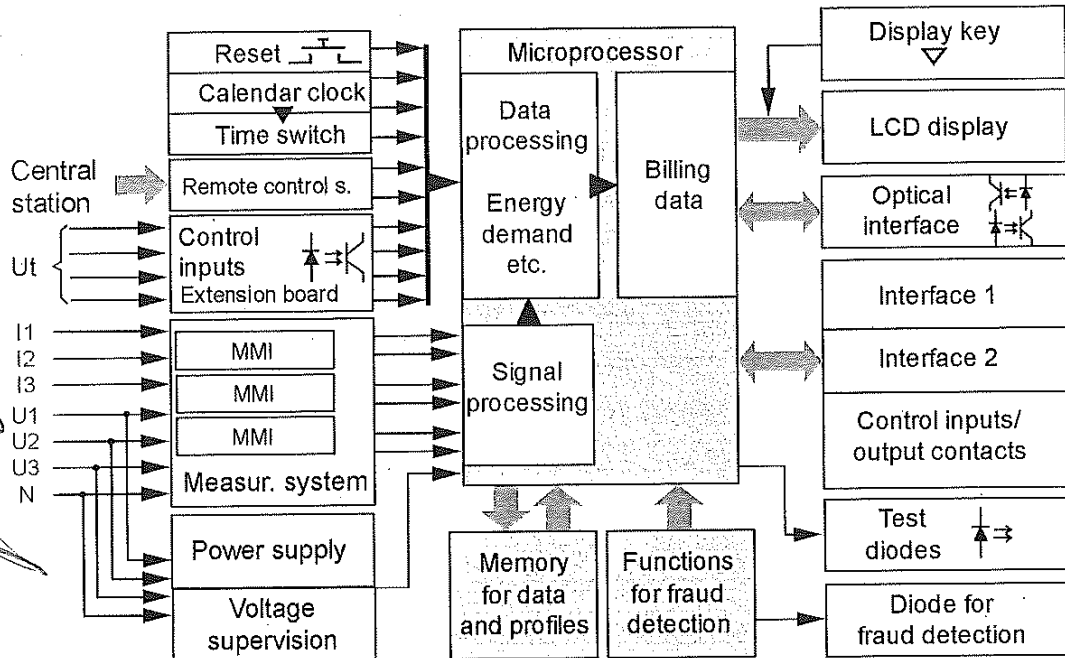 Reset
Calendar clock
Time switch
Central
station
Remote control s.
Ut
Control
inputs
Extension board
I1
I2
I3
U1
U2
U3
N
MMI
MMI
MMI
Measur. system
Power supply
Voltage
supervision
Microprocessor
Data
processing
Energy
demand
etc.
Billing
data
Signal
processing
Memory
for data
and profiles
Functions
for fraud
detection
Display key
LCD display
Optical
interface
Interface 1
Interface 2
Control inputs/
output contacts
Test
diodes
Diode for
fraud detection